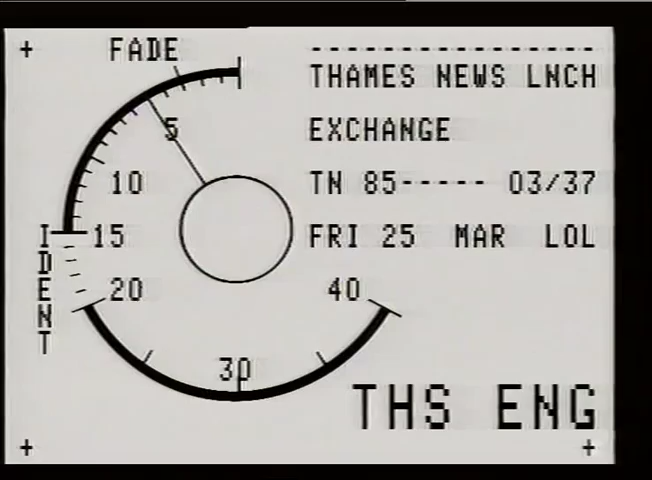 FADE
THAMES NEWS LNCH
EXCHANGE
TN 85----- 03/37
FRI 25 MAR LOL
5
10
15
20
30
40
IDENT
THS ENG